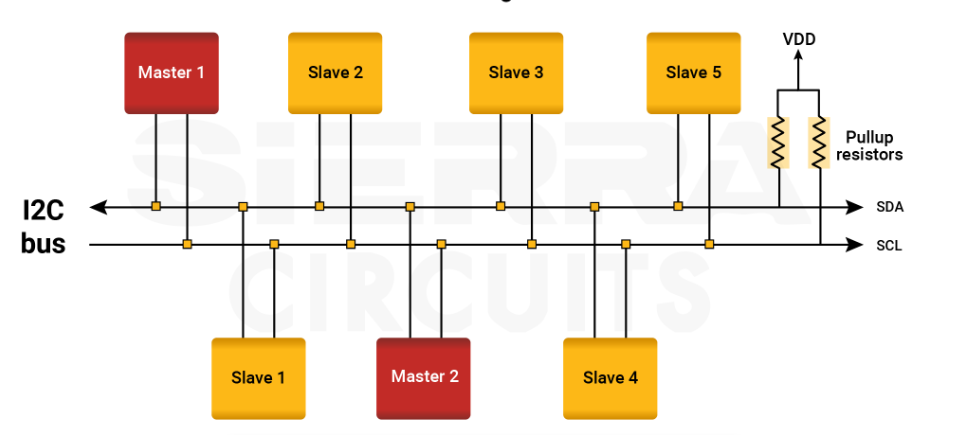 Master 1
Slave 2
Slave 3
Slave 5
VDD
Pullup
resistors
I2C
bus
SDA
SCL
SIERRA
CIRCUITS
Slave 1
Master 2
Slave 4